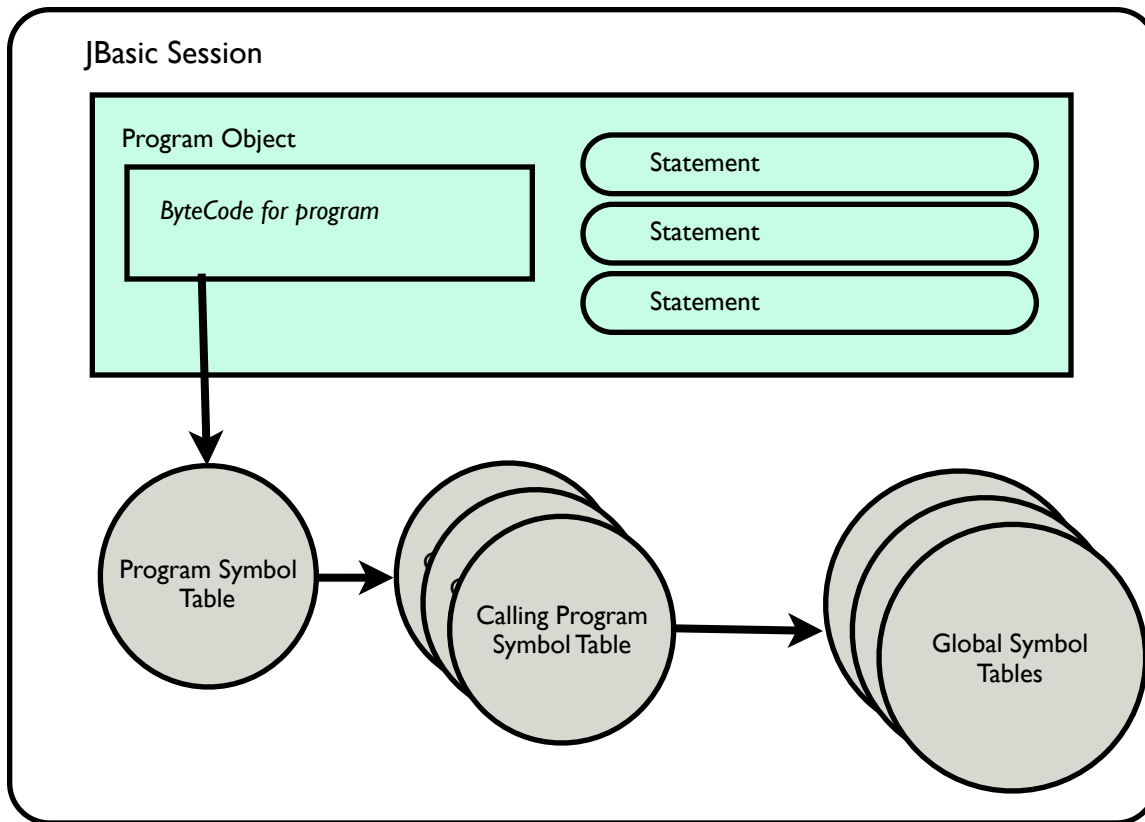 JBasic Session
Program Object
ByteCode for program
Statement
Statement
Statement
Program Symbol
Table
Calling Program
Symbol Table
Global Symbol
Tables